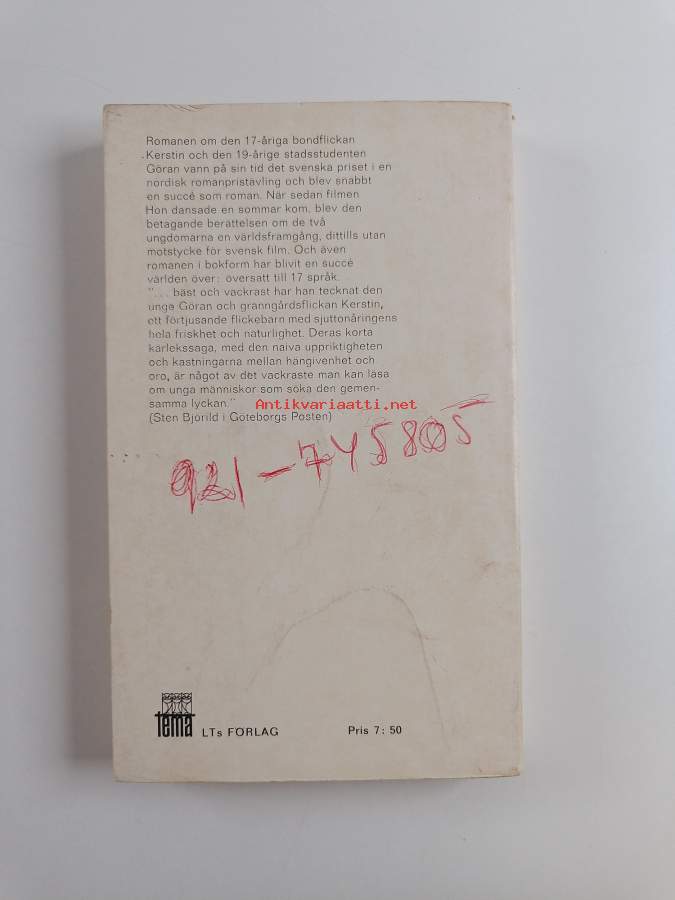 Romanen om den 17-åriga bondflickan
Kerstin och den 19-årige stadsstudenten
Göran vann på sin tid det svenska priset i en
nordisk romanpristävling och blev snabbt
en succé som roman. När sedan filmen
Hon dansade en sommar kom, blev den
betagande berättelsen om de två
ungdomarna en världsframgång, dittills utan
motstycke för svensk film. Och även
romanen i bokform har blivit en succé
världen över: översatt till 17 språk.
"... bäst och vackrast har han tecknat den
unge Göran och granngårdsflickan Kerstin,
ett förtjusande flickebarn med sjuttonåringens
hela friskhet och naturlighet. Deras korta
kärlekssaga, med den naiva uppriktigheten
och kastningarna mellan hängivenhet och
oro, är något av det vackraste man kan läsa
om unga människor som söka den gemen-
samma lyckan."
Antikvariaatti.net
(Sten Björild i Göteborgs Posten)
921-745805
tema LTs FÖRLAG Pris 7:50